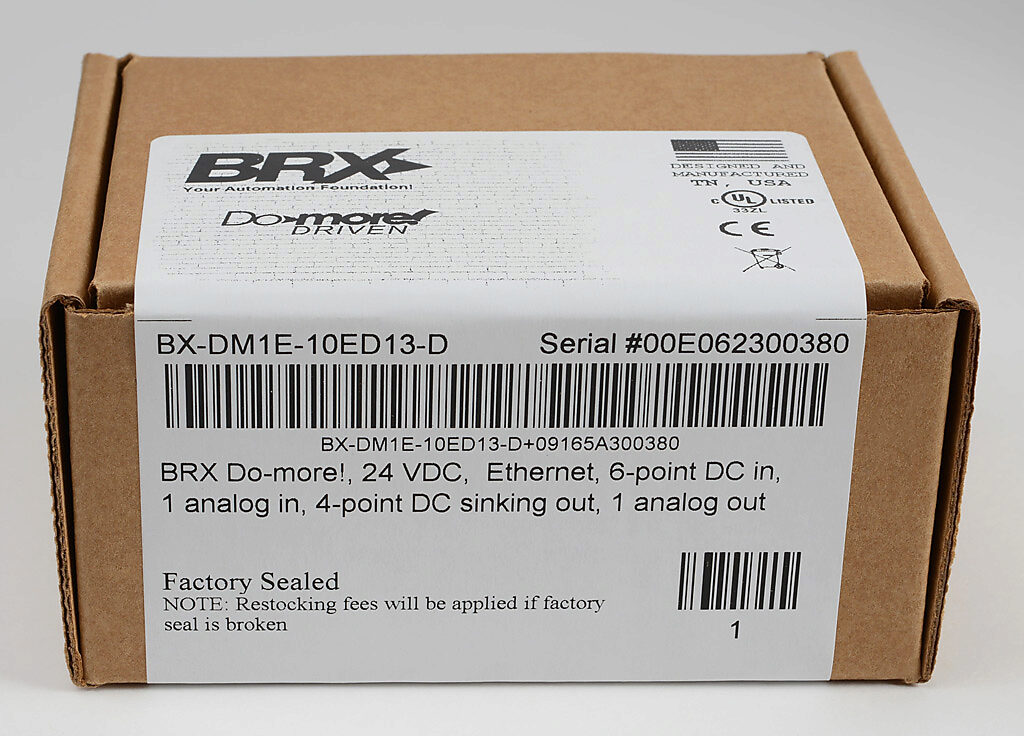 BRX
Your Automation Foundation!
Do-more!
DRIVEN
DESIGNED AND
MANUFACTURED
TN, USA
C UL LISTED
33ZL
CE
BX-DM1E-10ED13-D Serial #00E062300380
BX-DM1E-10ED13-D+09165A300380
BRX Do-more!, 24 VDC, Ethernet, 6-point DC in,
1 analog in, 4-point DC sinking out, 1 analog out
Factory Sealed
NOTE: Restocking fees will be applied if factory
seal is broken
1